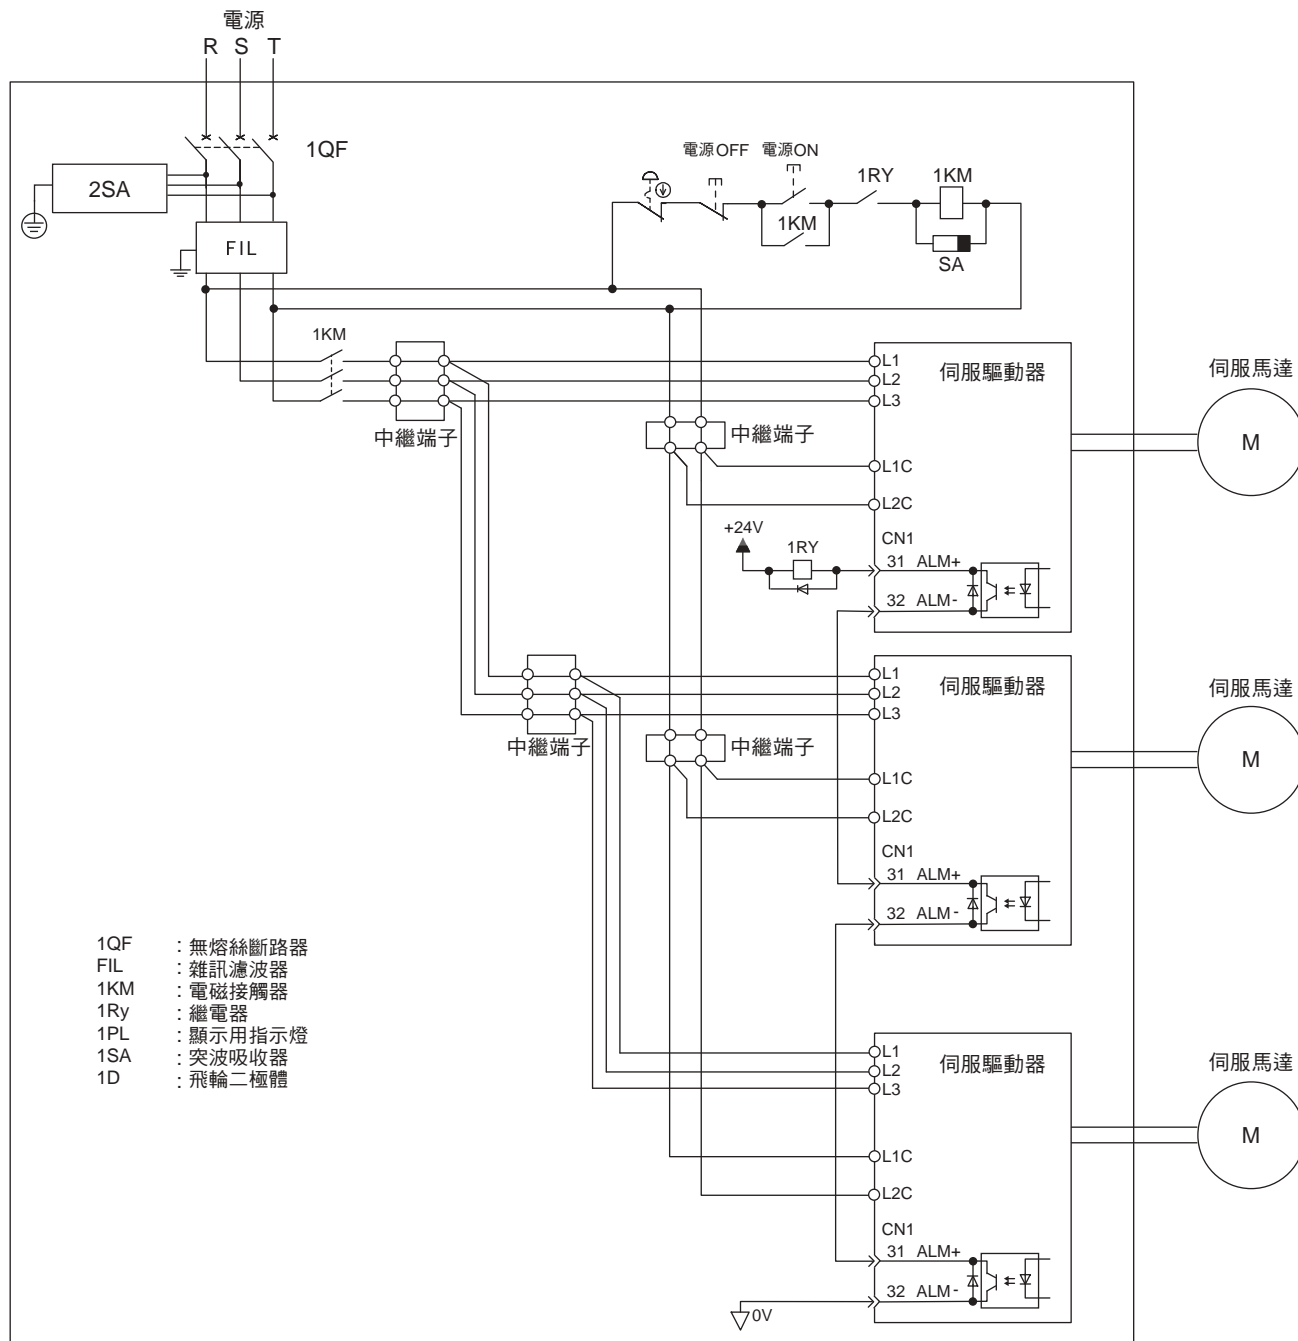 電源
R S T
1QF
2SA
FIL
電源OFF 電源ON
1RY
1KM
1KM
SA
1KM
中繼端子
中繼端子
L1
L2
L3
L1C
L2C
伺服驅動器
CN1
31 ALM+
32 ALM-
+24V
1RY
伺服馬達
M
中繼端子
中繼端子
L1
L2
L3
L1C
L2C
伺服驅動器
CN1
31 ALM+
32 ALM-
伺服馬達
M
1QF : 無熔絲斷路器
FIL : 雜訊濾波器
1KM : 電磁接觸器
1Ry : 繼電器
1PL : 顯示用指示燈
1SA : 突波吸收器
1D : 飛輪二極體
L1
L2
L3
L1C
L2C
伺服驅動器
CN1
31 ALM+
32 ALM-
0V
伺服馬達
M